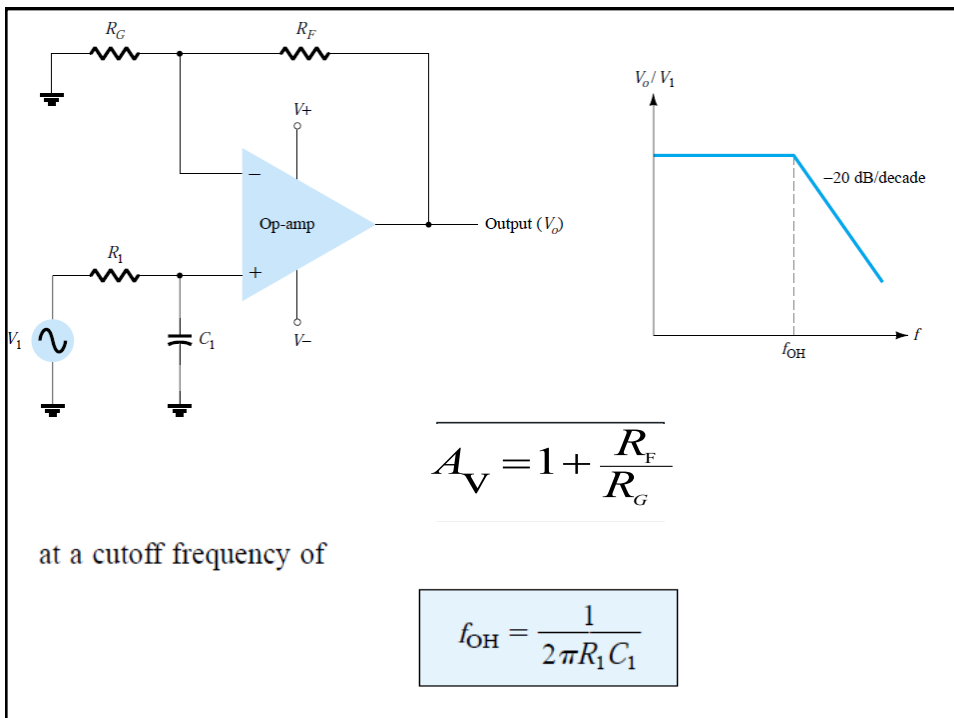 R_G
R_F
V_o / V_1
V+
−
−20 dB/decade
Op-amp
Output (V_o)
R_1
+
V_1
C_1
V−
f
f_OH
A_V = 1 + R_F / R_G
at a cutoff frequency of
f_OH = 1 / 2πR_1C_1